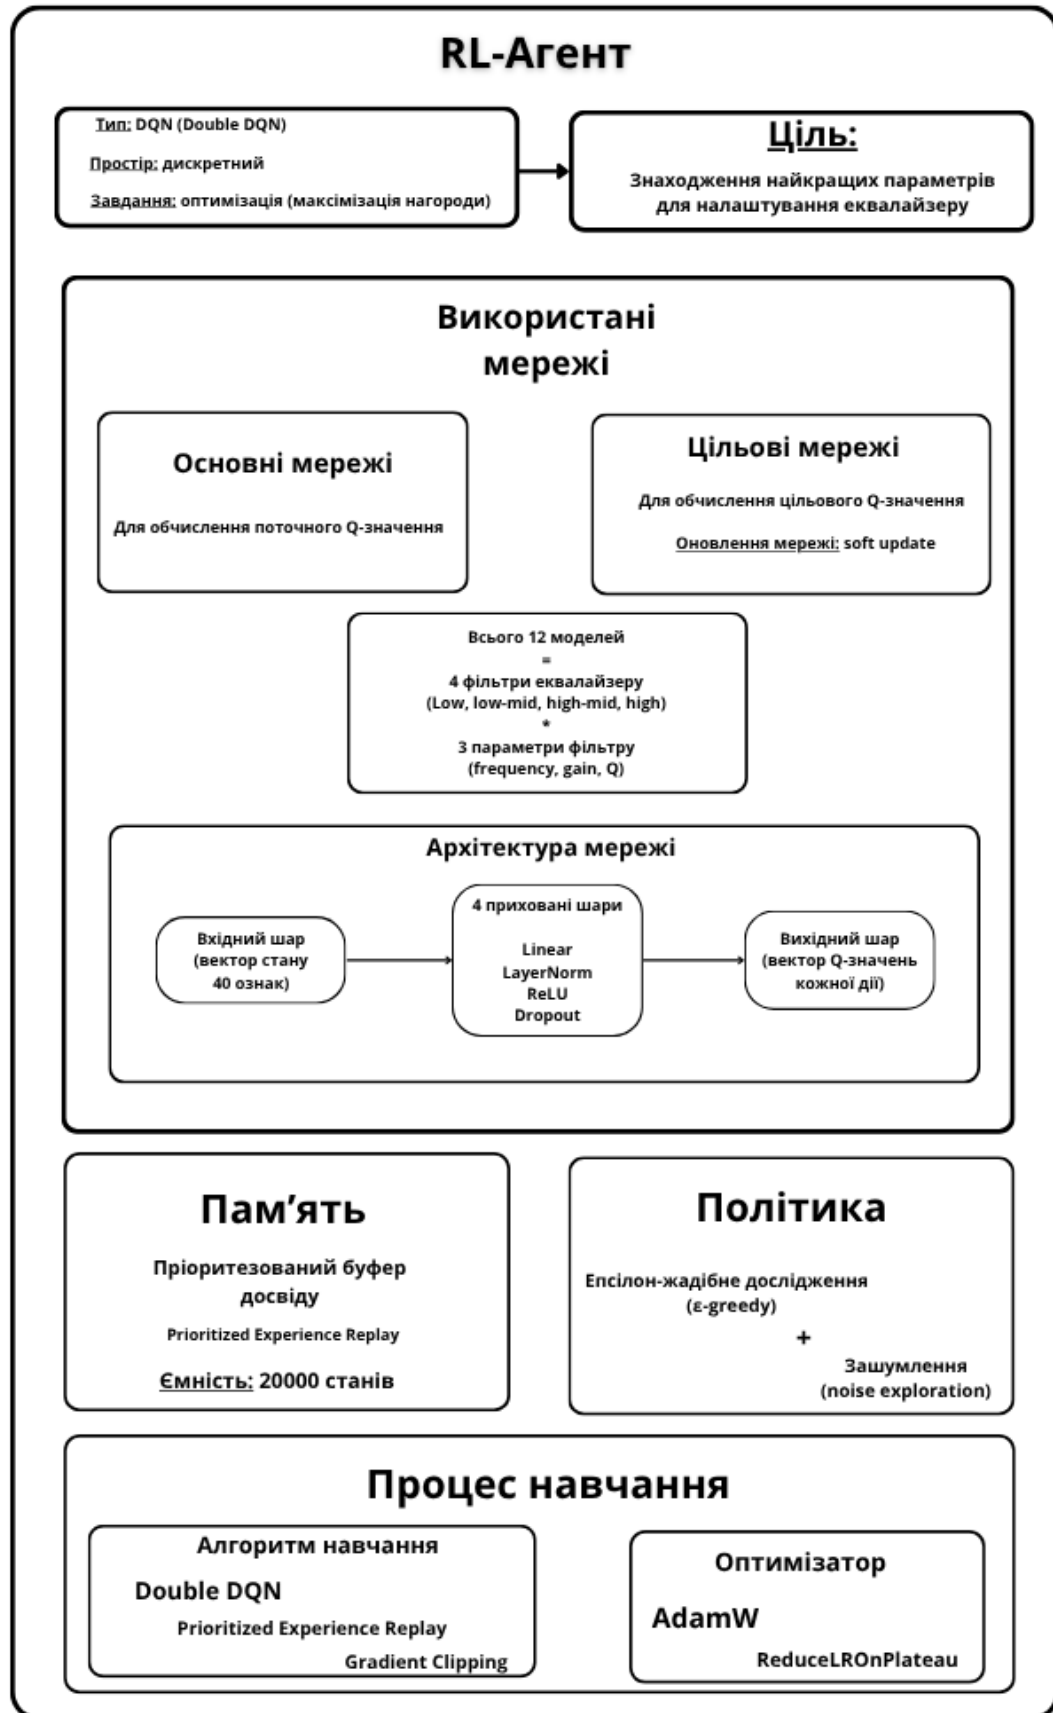 RL-Агент
Тип: DQN (Double DQN)
Простір: дискретний
Завдання: оптимізація (максімізація нагороди)
Ціль:
Знаходження найкращих параметрів
для налаштування еквалайзеру
Використані
мережі
Основні мережі
Для обчислення поточного Q-значення
Цільові мережі
Для обчислення цільового Q-значення
Оновлення мережі: soft update
Всього 12 моделей
=
4 фільтри еквалайзеру
(Low, low-mid, high-mid, high)
*
3 параметри фільтру
(frequency, gain, Q)
Архітектура мережі
Вхідний шар
(вектор стану
40 ознак)
4 приховані шари
Linear
LayerNorm
ReLU
Dropout
Вихідний шар
(вектор Q-значень
кожної дії)
Пам’ять
Пріоритезований буфер
досвіду
Prioritized Experience Replay
Ємність: 20000 станів
Політика
Епсілон-жадібне дослідження
(ε-greedy)
+
Зашумлення
(noise exploration)
Процес навчання
Алгоритм навчання
Double DQN
Prioritized Experience Replay
Gradient Clipping
Оптимізатор
AdamW
ReduceLROnPlateau